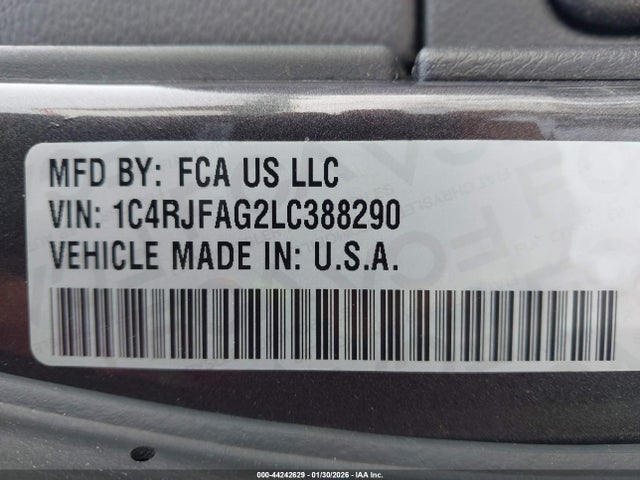 MFD BY: FCA US LLC
VIN: 1C4RJFAG2LC388290
VEHICLE MADE IN: U.S.A.
000-44242629 - 01/30/2026 - IAA Inc.